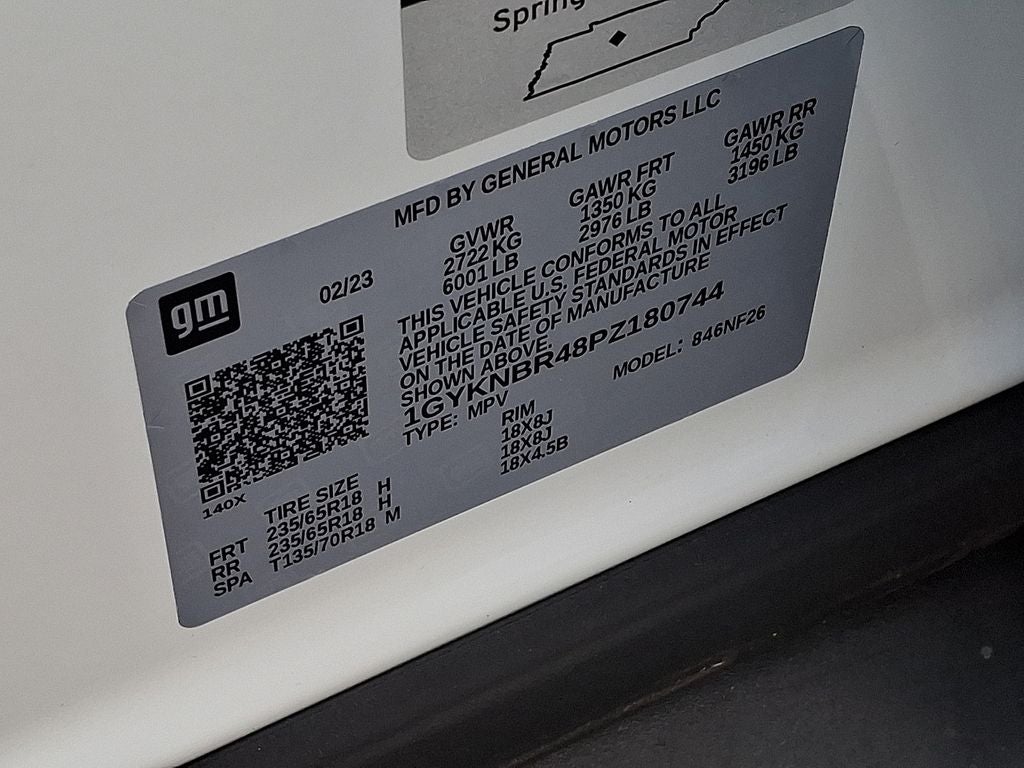 Spring
MFD BY GENERAL MOTORS LLC
gm
02/23
GVWR GAWR FRT GAWR RR
2722 KG 1350 KG 1450 KG
6001 LB 2976 LB 3196 LB
THIS VEHICLE CONFORMS TO ALL
APPLICABLE U.S. FEDERAL MOTOR
VEHICLE SAFETY STANDARDS IN EFFECT
ON THE DATE OF MANUFACTURE
SHOWN ABOVE.
1GYKNBR48PZ180744
TYPE: MPV MODEL: 846NF26
140X
TIRE SIZE RIM
FRT 235/65R18 H 18X8J
RR 235/65R18 H 18X8J
SPA T135/70R18 M 18X4.5B